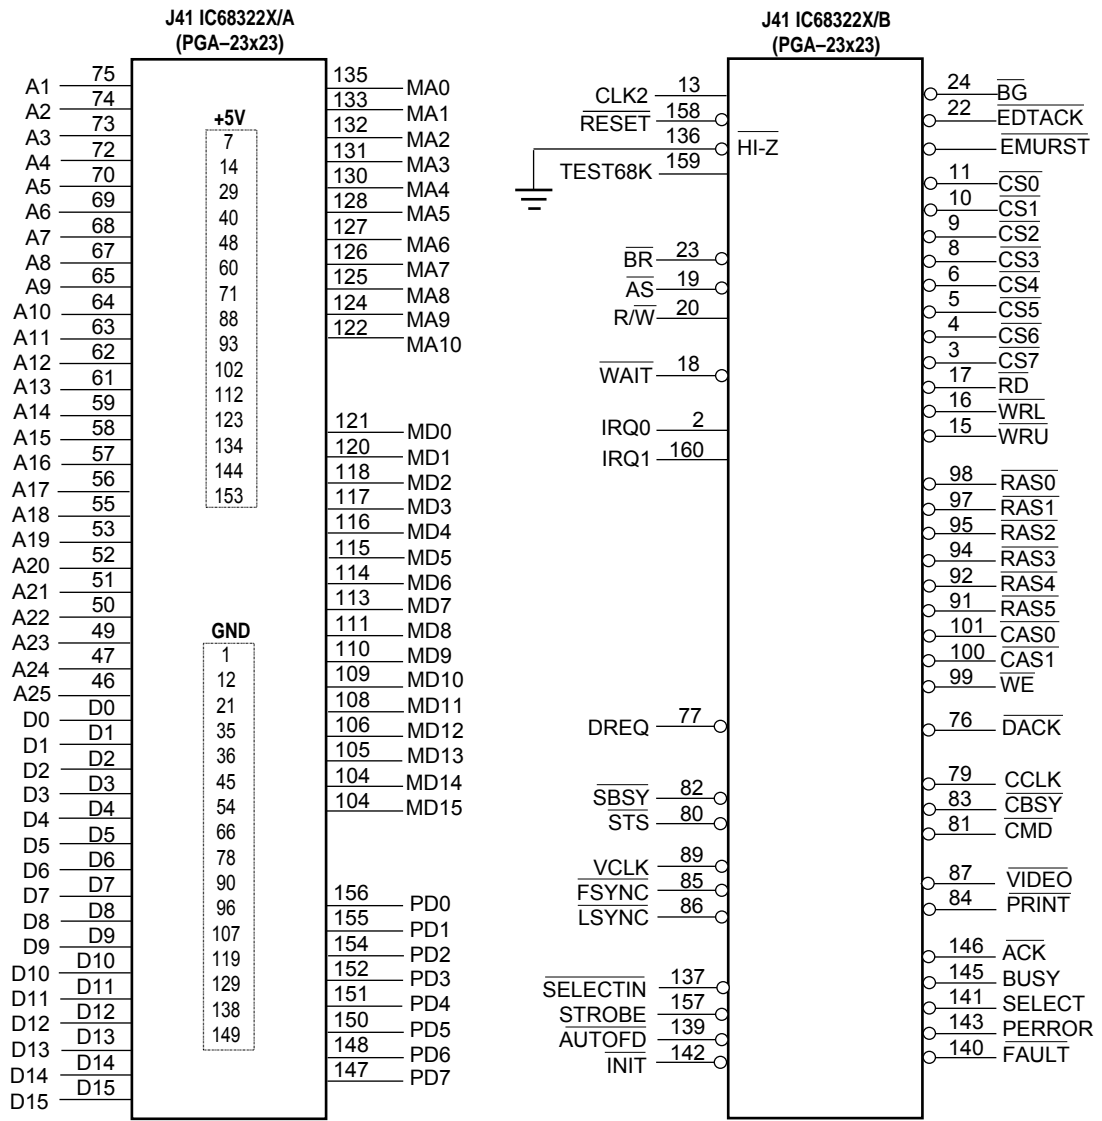 J41 IC68322X/A
(PGA–23x23)
A1 75
A2 74
A3 73
A4 72
A5 70
A6 69
A7 68
A8 67
A9 65
A10 64
A11 63
A12 62
A13 61
A14 59
A15 58
A16 57
A17 56
A18 55
A19 53
A20 52
A21 51
A22 50
A23 49
A24 47
A25 46
D0 D0
D1 D1
D2 D2
D3 D3
D4 D4
D5 D5
D6 D6
D7 D7
D8 D8
D9 D9
D10 D10
D11 D11
D12 D12
D13 D13
D14 D14
D15 D15
+5V
7
14
29
40
48
60
71
88
93
102
112
123
134
144
153
GND
1
12
21
35
36
45
54
66
78
90
96
107
119
129
138
149
135 MA0
133 MA1
132 MA2
131 MA3
130 MA4
128 MA5
127 MA6
126 MA7
125 MA8
124 MA9
122 MA10
121 MD0
120 MD1
118 MD2
117 MD3
116 MD4
115 MD5
114 MD6
113 MD7
111 MD8
110 MD9
109 MD10
108 MD11
106 MD12
105 MD13
104 MD14
104 MD15
156 PD0
155 PD1
154 PD2
152 PD3
151 PD4
150 PD5
148 PD6
147 PD7
J41 IC68322X/B
(PGA–23x23)
CLK2 13
RESET 158
136 HI-Z
TEST68K 159
BR 23
AS 19
R/W 20
WAIT 18
IRQ0 2
IRQ1 160
DREQ 77
SBSY 82
STS 80
VCLK 89
FSYNC 85
LSYNC 86
SELECTIN 137
STROBE 157
AUTOFD 139
INIT 142
24 BG
22 EDTACK
EMURST
11 CS0
10 CS1
9 CS2
8 CS3
6 CS4
5 CS5
4 CS6
3 CS7
17 RD
16 WRL
15 WRU
98 RAS0
97 RAS1
95 RAS2
94 RAS3
92 RAS4
91 RAS5
101 CAS0
100 CAS1
99 WE
76 DACK
79 CCLK
83 CBSY
81 CMD
87 VIDEO
84 PRINT
146 ACK
145 BUSY
141 SELECT
143 PERROR
140 FAULT